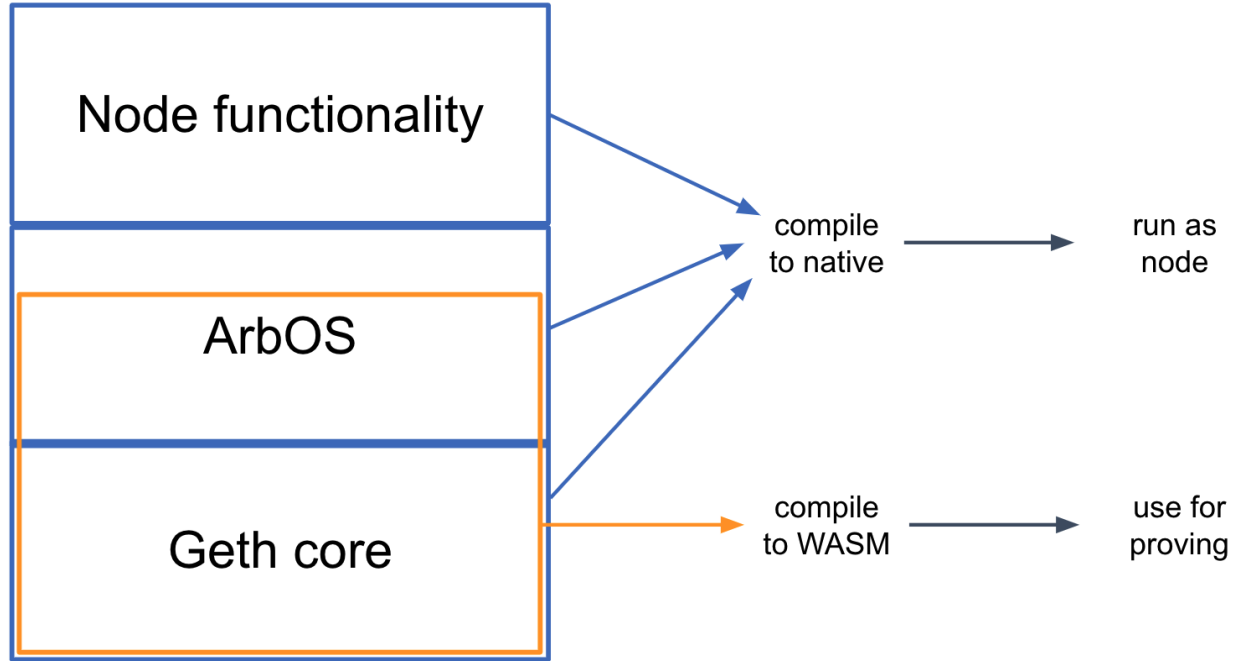 Node functionality
ArbOS
Geth core
compile
to native
run as
node
compile
to WASM
use for
proving